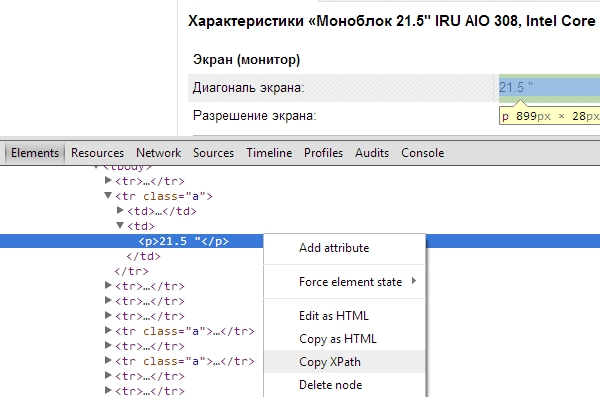 Характеристики «Моноблок 21.5" IRU AIO 308, Intel Core
Экран (монитор)
Диагональ экрана: 21.5 "
Разрешение экрана: p 899px × 28px
Elements Resources Network Sources Timeline Profiles Audits Console
<tbody>
<tr>…</tr>
<tr class="a">
<td>…</td>
<td>
<p>21.5 "</p>
</td>
</tr>
<tr>…</tr>
<tr>…</tr>
<tr>…</tr>
<tr class="a">…</tr>
<tr>…</tr>
<tr class="a">…</tr>
<tr>…</tr>
Add attribute
Force element state
Edit as HTML
Copy as HTML
Copy XPath
Delete node